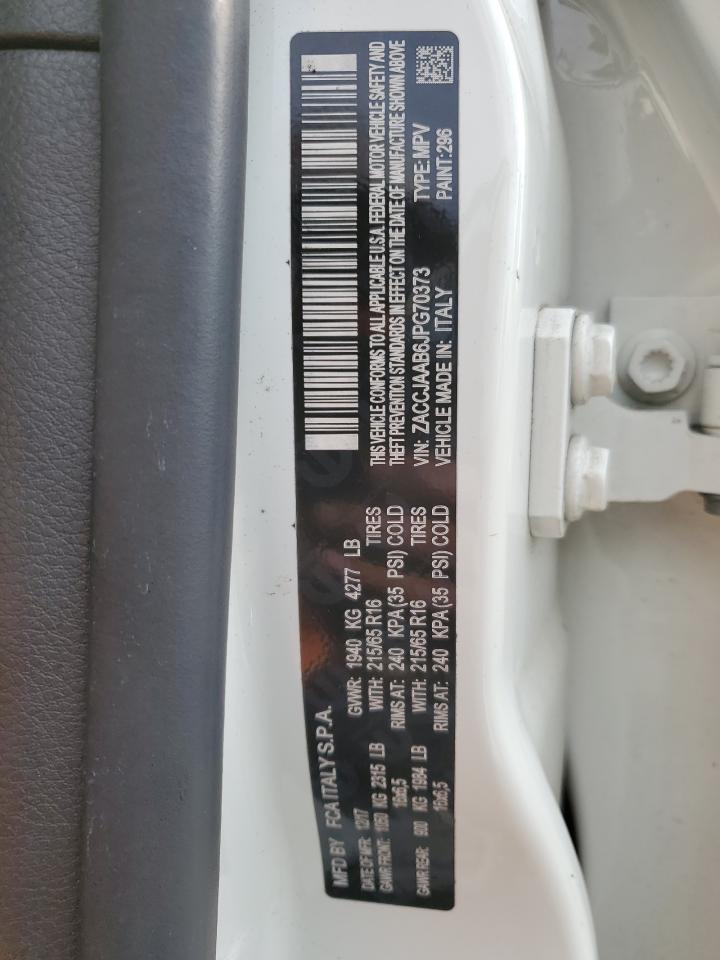 MFD BY FCA ITALY S.P.A.
DATE OF MFR: 12/17 GVWR: 1940 KG 4277 LB
GAWR FRONT: 1050 KG 2315 LB WITH: 215/65 R16 TIRES
16x6,5 RIMS AT: 240 KPA (35 PSI) COLD
GAWR REAR: 900 KG 1984 LB WITH: 215/65 R16 TIRES
16x6,5 RIMS AT: 240 KPA (35 PSI) COLD
THIS VEHICLE CONFORMS TO ALL APPLICABLE U.S.A. FEDERAL MOTOR VEHICLE SAFETY AND
THEFT PREVENTION STANDARDS IN EFFECT ON THE DATE OF MANUFACTURE SHOWN ABOVE
VIN: ZACCJAAB6JPG70373 TYPE: MPV
VEHICLE MADE IN: ITALY PAINT: 296